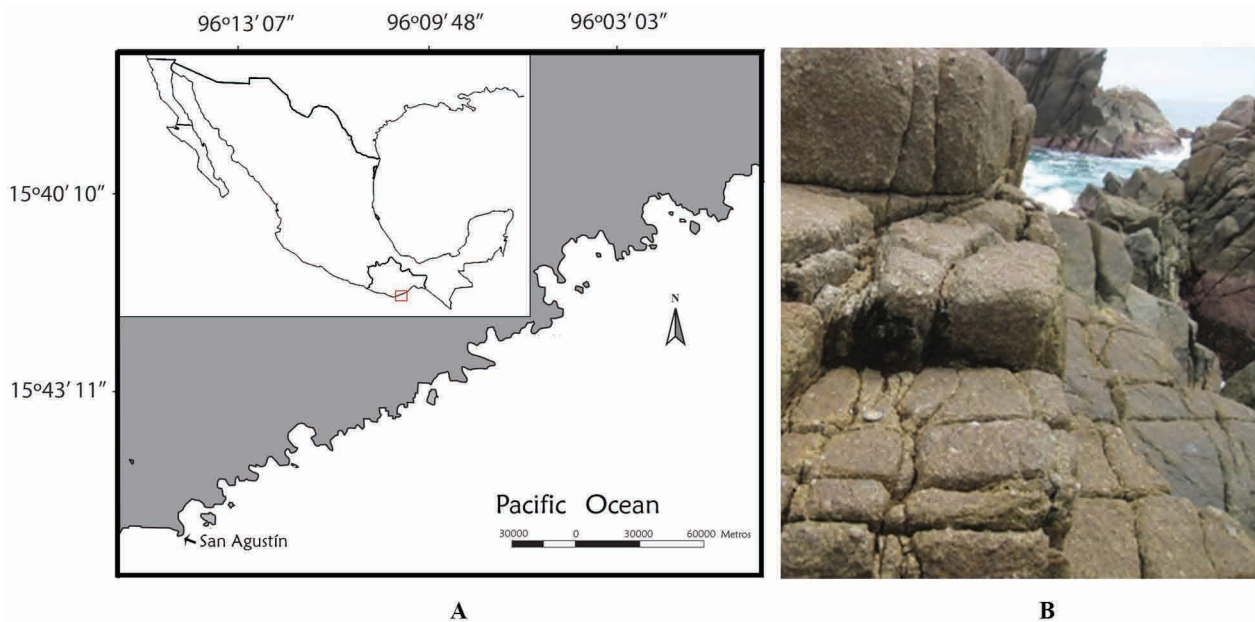 96º13'07" 96º09'48" 96º03'03"
15º40'10"
N
15º43'11"
Pacific Ocean
30000 0 30000 60000 Metros
San Agustín
A B